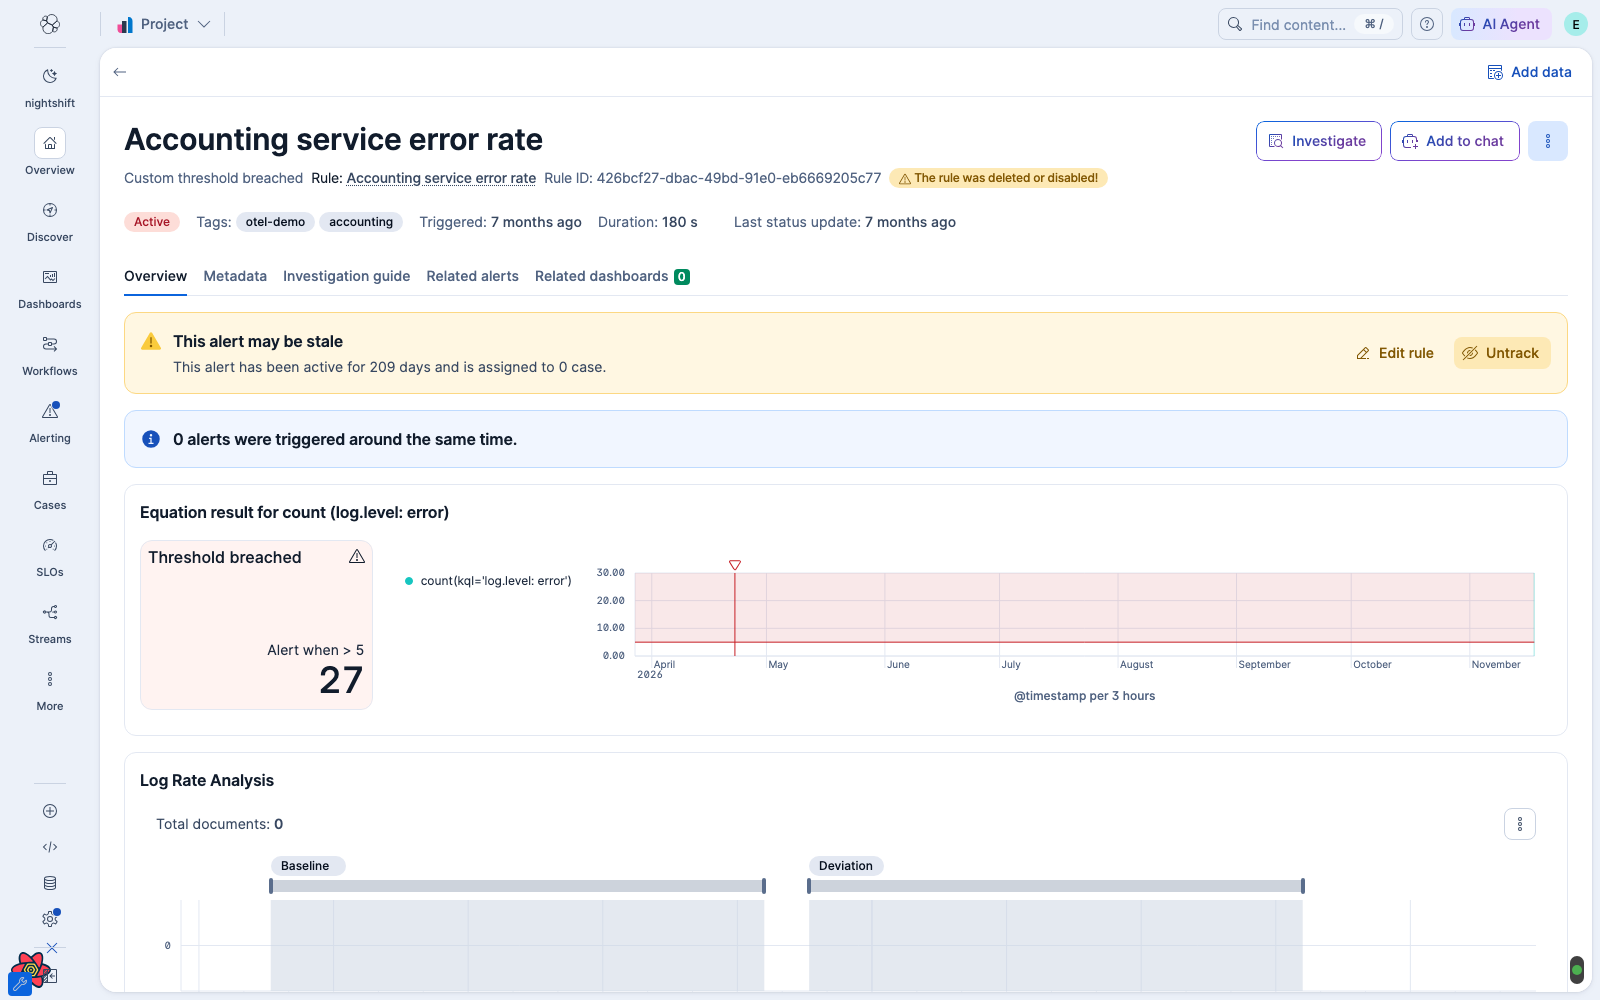 Project
Find content...
⌘ /
AI Agent
E
nightshift
Overview
Discover
Dashboards
Workflows
Alerting
Cases
SLOs
Streams
More
Add data
Accounting service error rate
Investigate
Add to chat
Custom threshold breached Rule: Accounting service error rate Rule ID: 426bcf27-dbac-49bd-91e0-eb6669205c77 The rule was deleted or disabled!
Active Tags: otel-demo accounting Triggered: 7 months ago Duration: 180 s Last status update: 7 months ago
Overview Metadata Investigation guide Related alerts Related dashboards 0
This alert may be stale
This alert has been active for 209 days and is assigned to 0 case.
Edit rule
Untrack
0 alerts were triggered around the same time.
Equation result for count (log.level: error)
Threshold breached
Alert when > 5
27
count(kql='log.level: error')
30.00
20.00
10.00
0.00
April May June July August September October November
2026
@timestamp per 3 hours
Log Rate Analysis
Total documents: 0
Baseline
Deviation
0